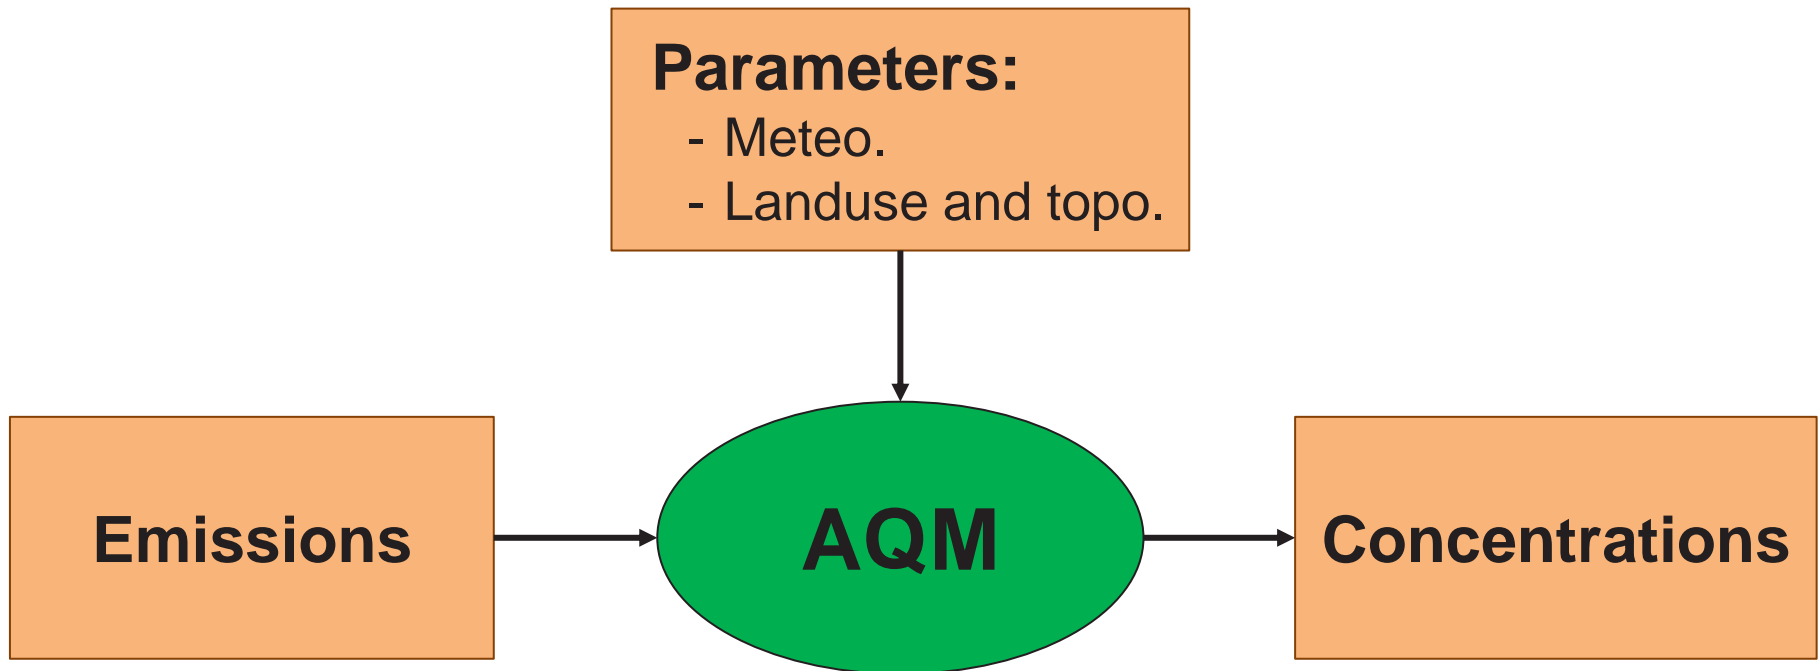 Parameters:
- Meteo.
- Landuse and topo.
Emissions
AQM
Concentrations